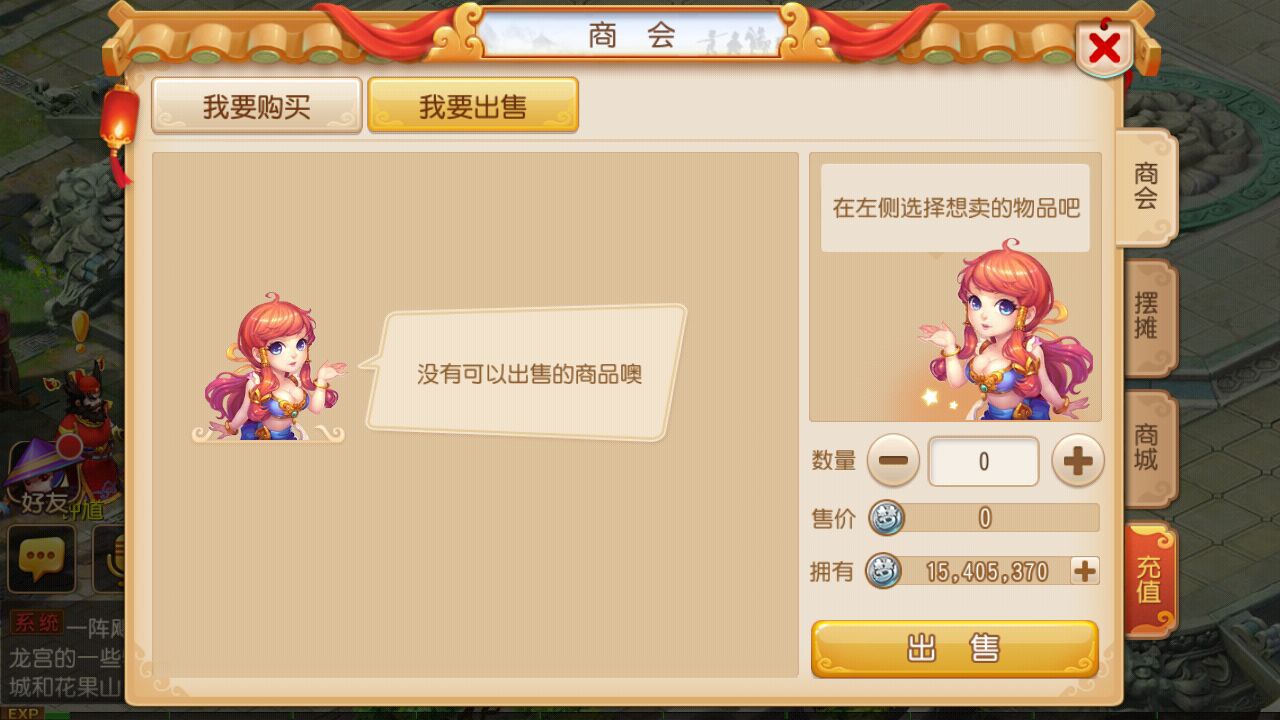 商 会
我要购买
我要出售
在左侧选择想卖的物品吧
没有可以出售的商品噢
数量
0
售价
0
拥有
15,405,370
出 售
商会
摆摊
商城
充值
好友
系统 一阵
龙宫的一些
城和花果山
EXP